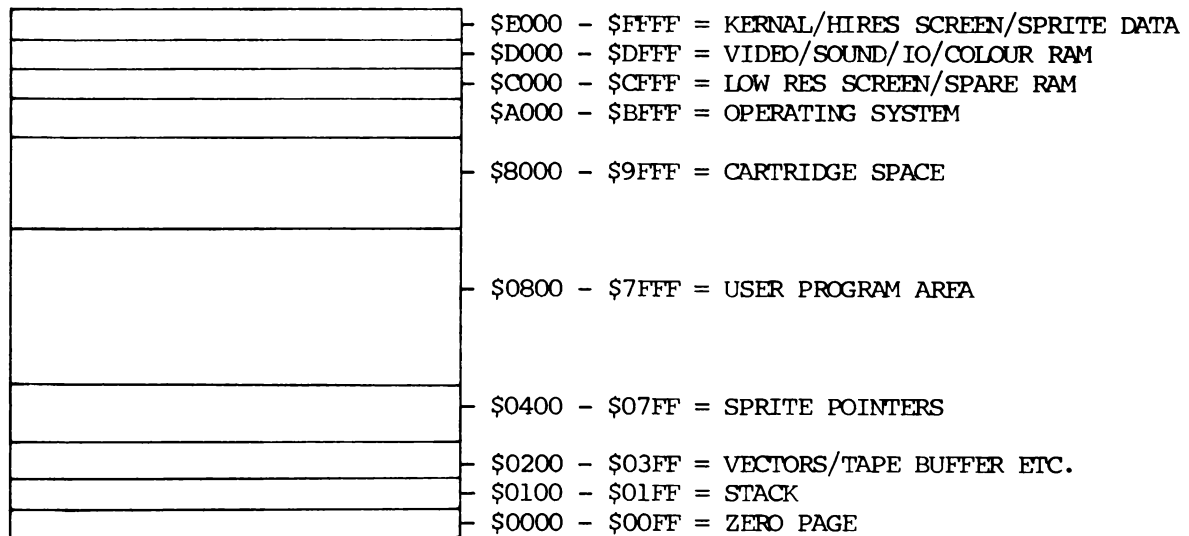 $E000 - $FFFF = KERNAL/HIRES SCREEN/SPRITE DATA
$D000 - $DFFF = VIDEO/SOUND/IO/COLOUR RAM
$C000 - $CFFF = LOW RES SCREEN/SPARE RAM
$A000 - $BFFF = OPERATING SYSTEM
$8000 - $9FFF = CARTRIDGE SPACE
$0800 - $7FFF = USER PROGRAM AREA
$0400 - $07FF = SPRITE POINTERS
$0200 - $03FF = VECTORS/TAPE BUFFER ETC.
$0100 - $01FF = STACK
$0000 - $00FF = ZERO PAGE